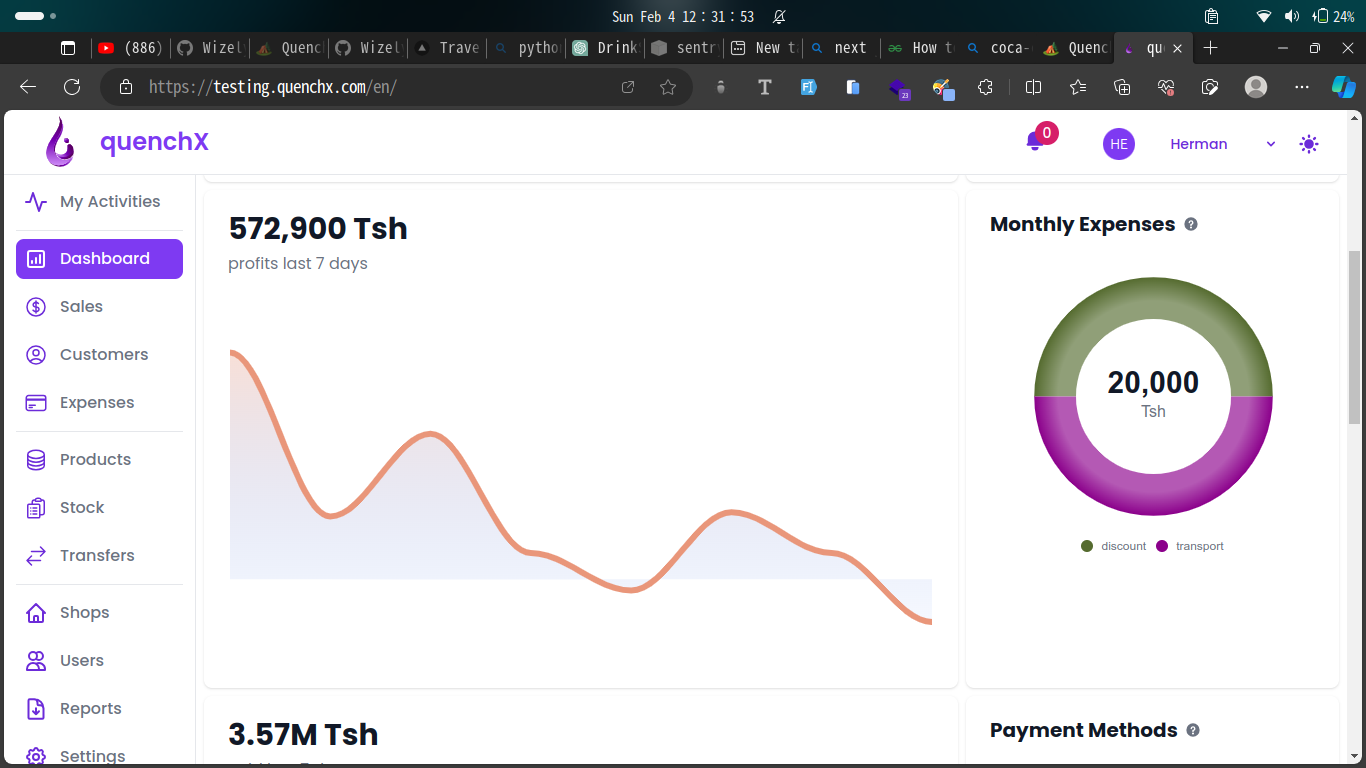 Sun Feb 4 12:31:53
24%
(886)
Wizel
Quenc
Wizel
Trave
pytho
Drink
sentr
New t
next
How t
coca-
Quenc
qu
https://testing.quenchx.com/en/
23
quenchX
0
HE
Herman
My Activities
Dashboard
Sales
Customers
Expenses
Products
Stock
Transfers
Shops
Users
Reports
Settings
572,900 Tsh
profits last 7 days
Monthly Expenses
20,000
Tsh
discount
transport
3.57M Tsh
Payment Methods